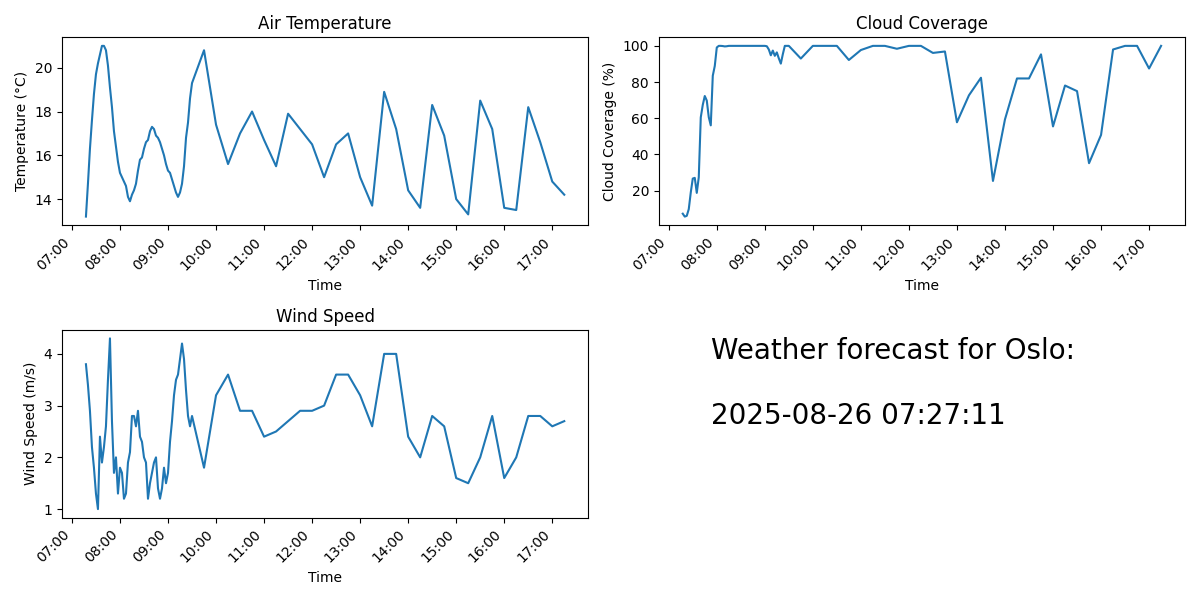 Air Temperature
Temperature (°C)
20
18
16
14
07:00 08:00 09:00 10:00 11:00 12:00 13:00 14:00 15:00 16:00 17:00
Time
Cloud Coverage
Cloud Coverage (%)
100
80
60
40
20
07:00 08:00 09:00 10:00 11:00 12:00 13:00 14:00 15:00 16:00 17:00
Time
Wind Speed
Wind Speed (m/s)
4
3
2
1
07:00 08:00 09:00 10:00 11:00 12:00 13:00 14:00 15:00 16:00 17:00
Time
Weather forecast for Oslo:
2025-08-26 07:27:11